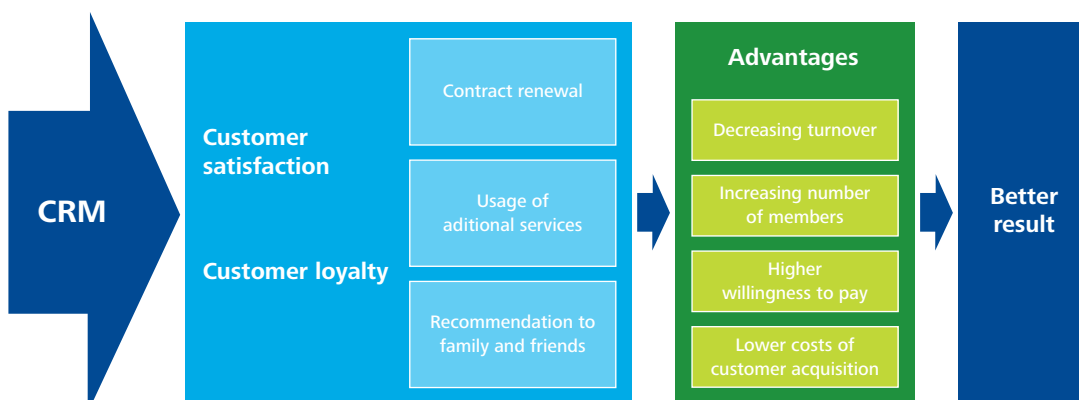 CRM
Customer
satisfaction
Customer loyalty
Contract renewal
Usage of
aditional services
Recommendation to
family and friends
Advantages
Decreasing turnover
Increasing number
of members
Higher
willingness to pay
Lower costs of
customer acquisition
Better
result